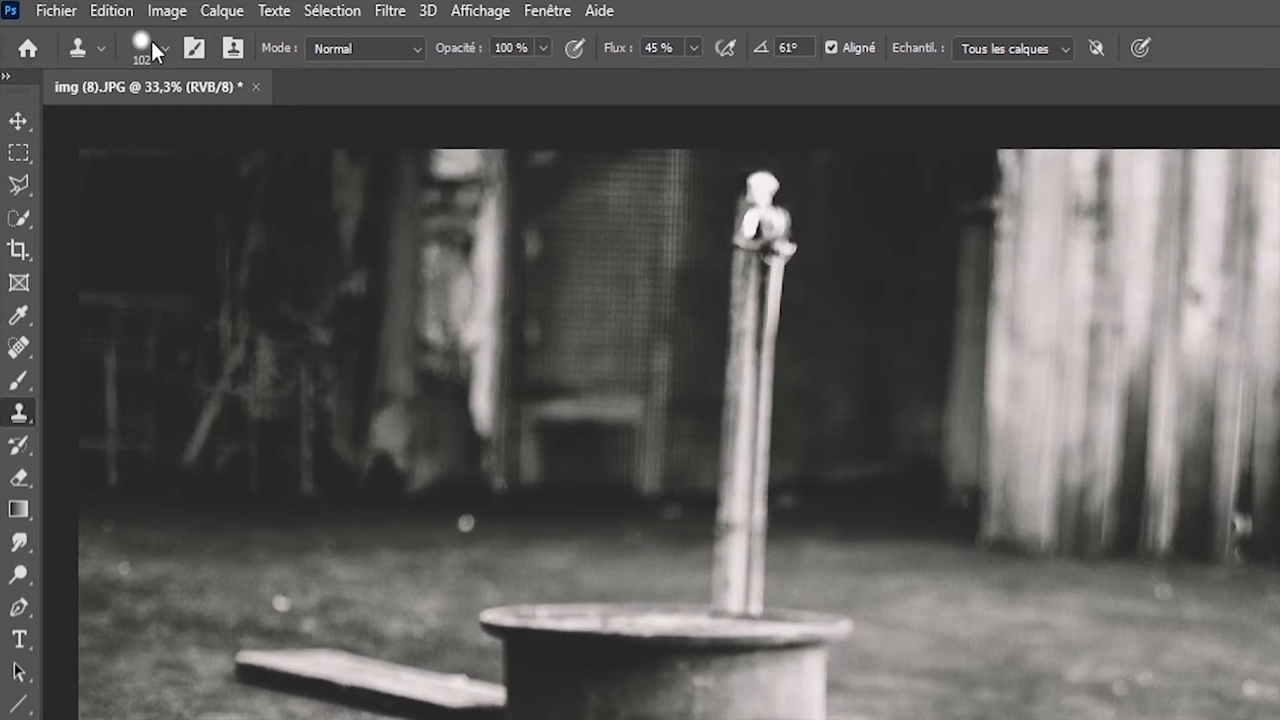 Ps Fichier Edition Image Calque Texte Sélection Filtre 3D Affichage Fenêtre Aide
102 Mode : Normal Opacité : 100 % Flux : 45 % 61° Aligné Echantil. : Tous les calques
img (8).JPG @ 33,3% (RVB/8) * ×
T